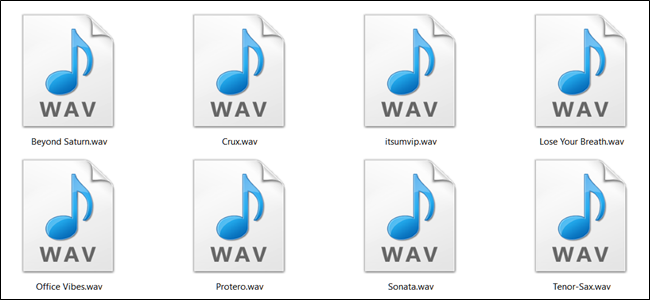 WAV WAV WAV WAV
Beyond Saturn.wav Crux.wav itsumvip.wav Lose Your Breath.wav
WAV WAV WAV WAV
Office Vibes.wav Protero.wav Sonata.wav Tenor-Sax.wav